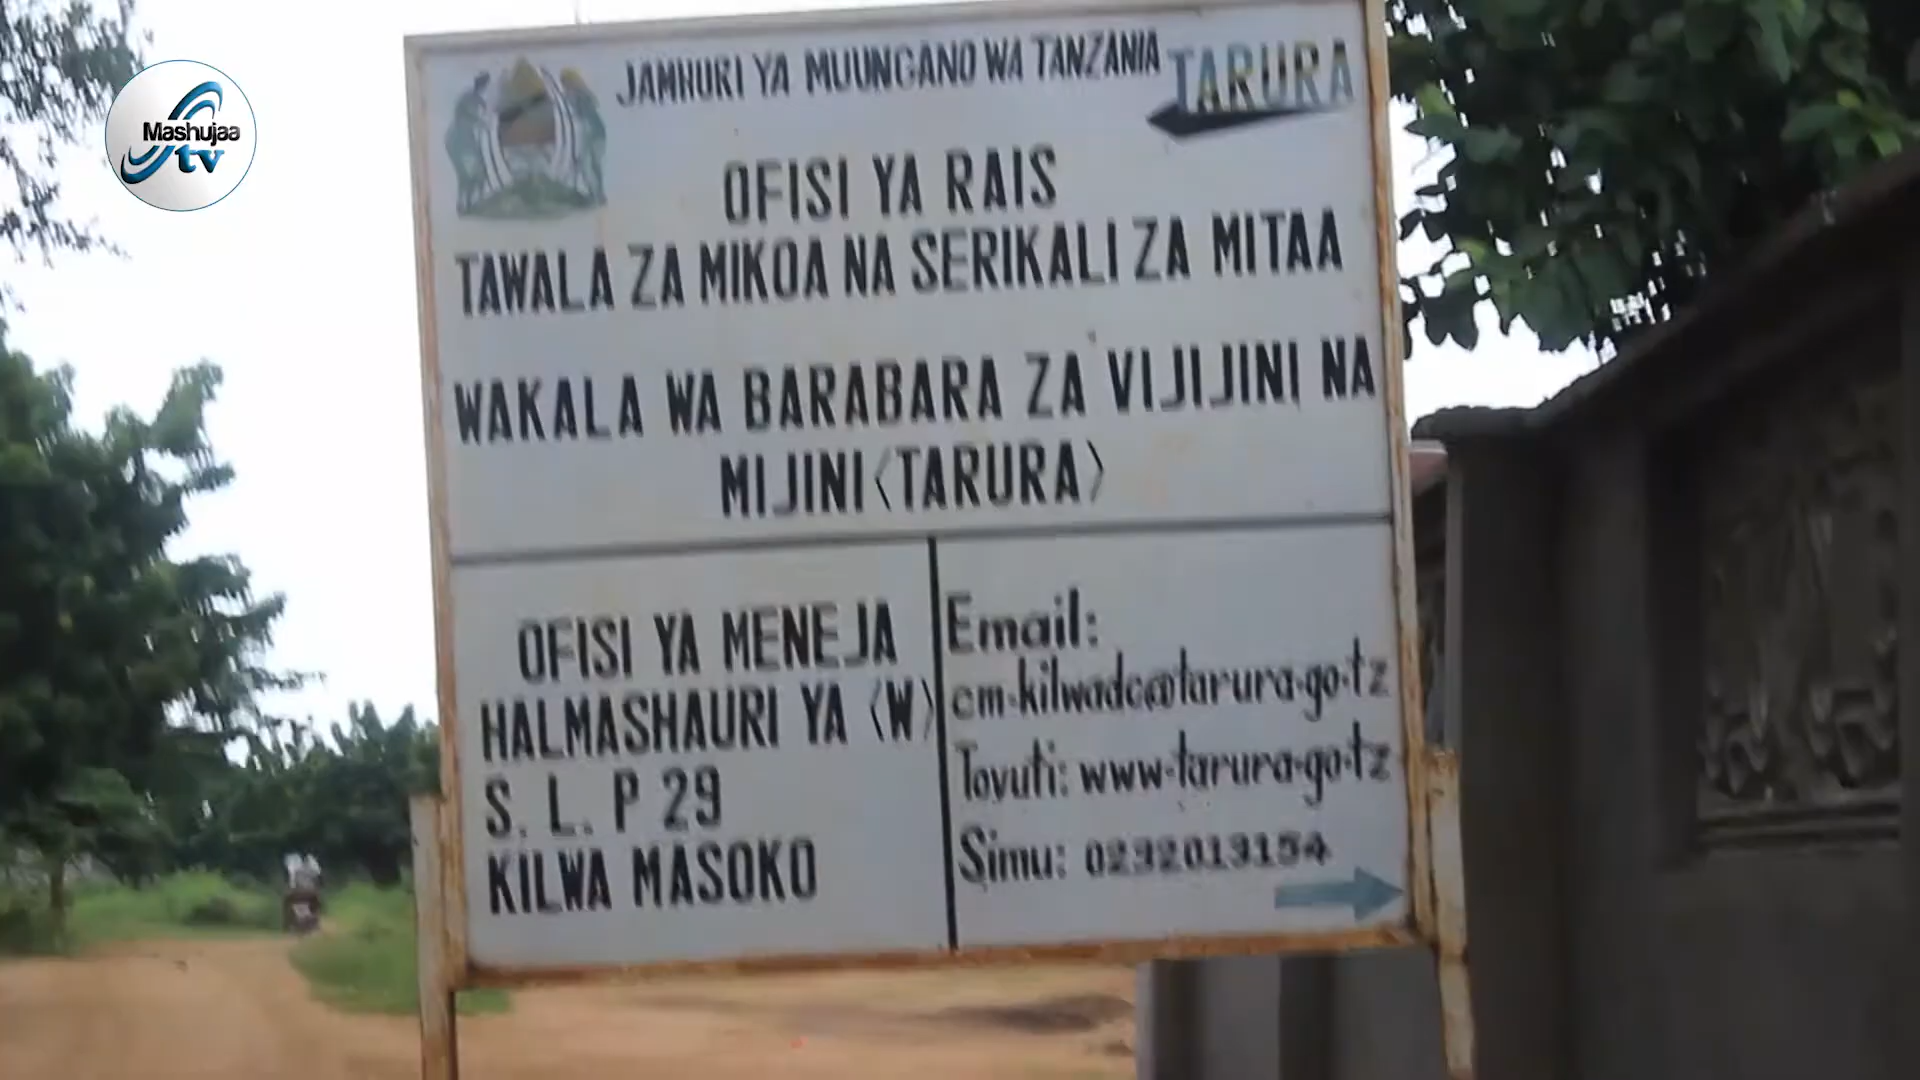 Mashujaa
tv
JAMHURI YA MUUNGANO WA TANZANIA
TARURA
OFISI YA RAIS
TAWALA ZA MIKOA NA SERIKALI ZA MITAA
WAKALA WA BARABARA ZA VIJIJINI NA
MIJINI <TARURA>
OFISI YA MENEJA
HALMASHAURI YA <W>
S. L. P 29
KILWA MASOKO
Email:
cm-kilwadc@tarura.go.tz
Tovuti: www.tarura.go.tz
Simu: 0232013154